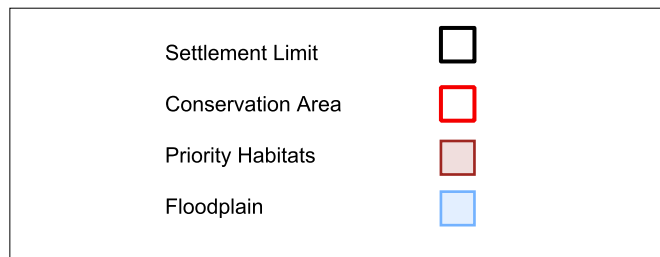 Settlement Limit
Conservation Area
Priority Habitats
Floodplain